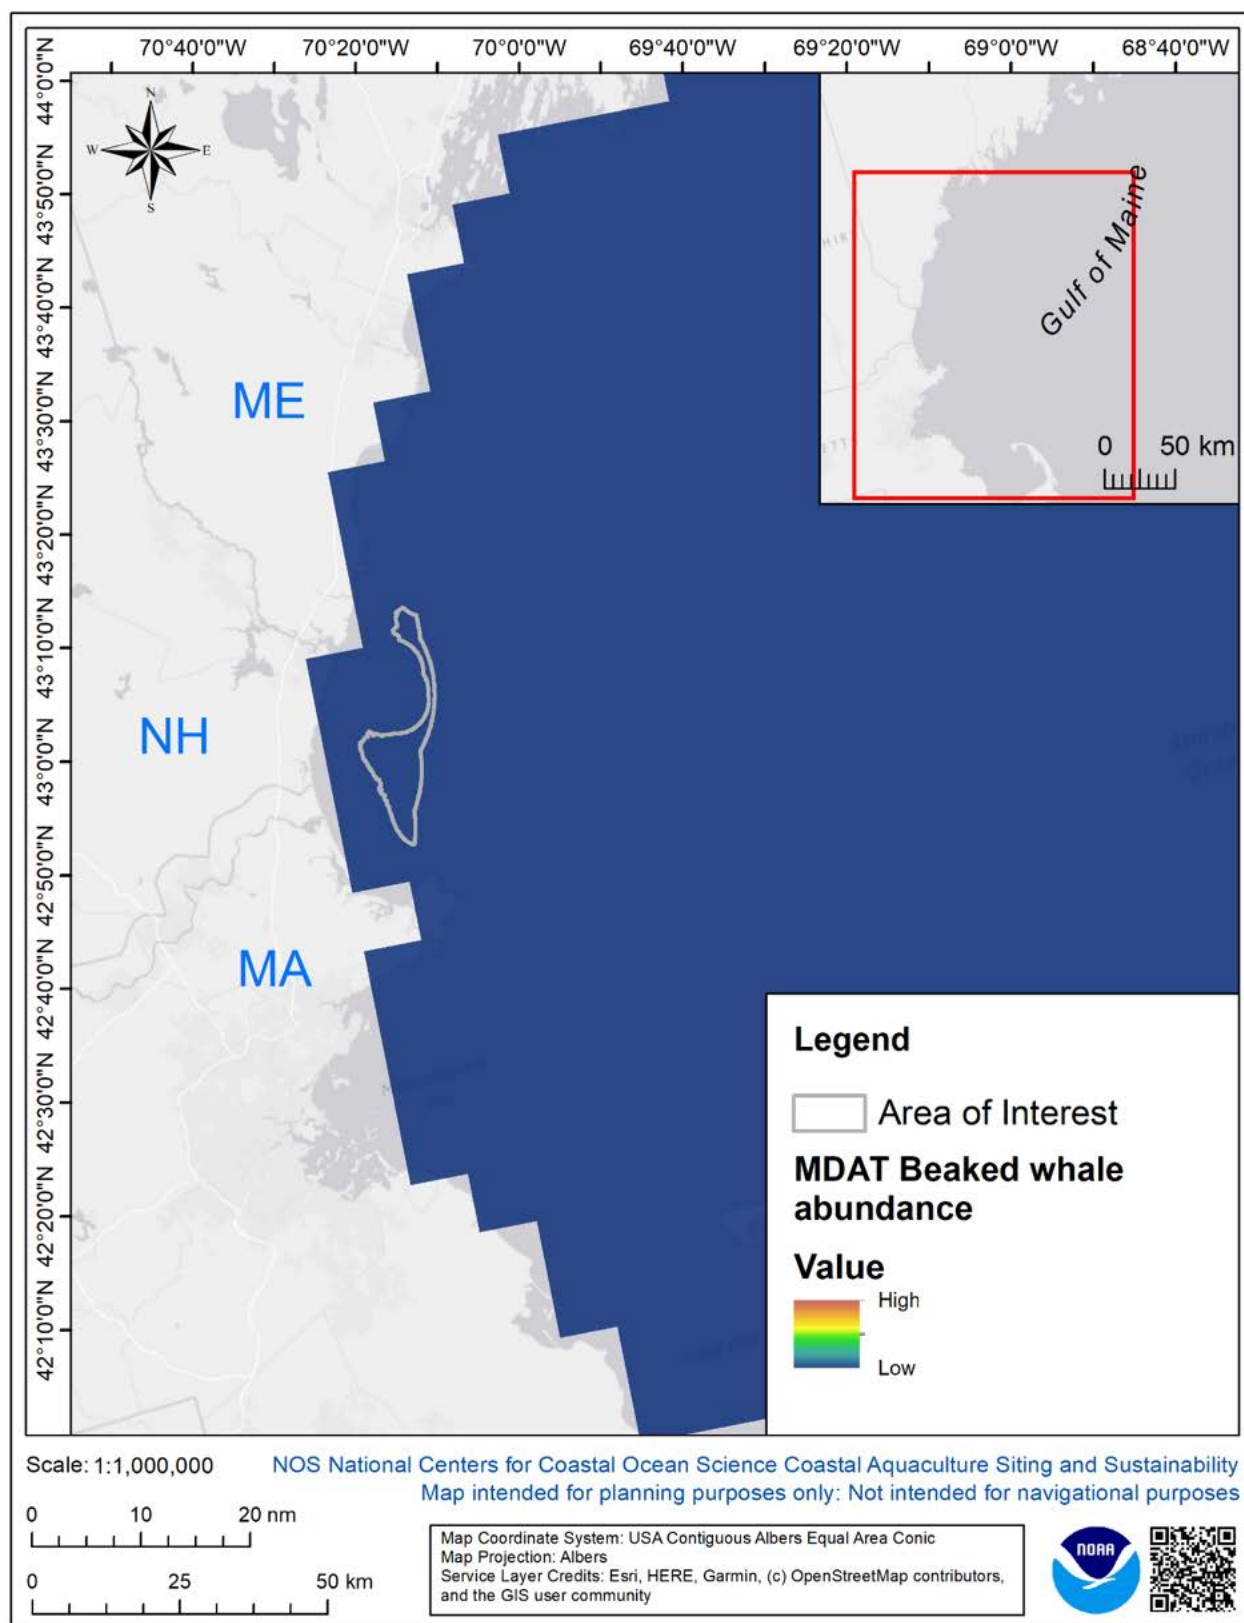 70°40'0"W 70°20'0"W 70°0'0"W 69°40'0"W 69°20'0"W 69°0'0"W 68°40'0"W
44°0'0"N
43°50'0"N
43°40'0"N
43°30'0"N
43°20'0"N
43°10'0"N
43°0'0"N
42°50'0"N
42°40'0"N
42°30'0"N
42°20'0"N
42°10'0"N
N
W E
S
Gulf of Maine
0 50 km
ME
NH
MA
Legend
Area of Interest
MDAT Beaked whale
abundance
Value
High
Low
Scale: 1:1,000,000
NOS National Centers for Coastal Ocean Science Coastal Aquaculture Siting and Sustainability
Map intended for planning purposes only: Not intended for navigational purposes
0 10 20 nm
0 25 50 km
Map Coordinate System: USA Contiguous Albers Equal Area Conic
Map Projection: Albers
Service Layer Credits: Esri, HERE, Garmin, (c) OpenStreetMap contributors,
and the GIS user community
NOAA